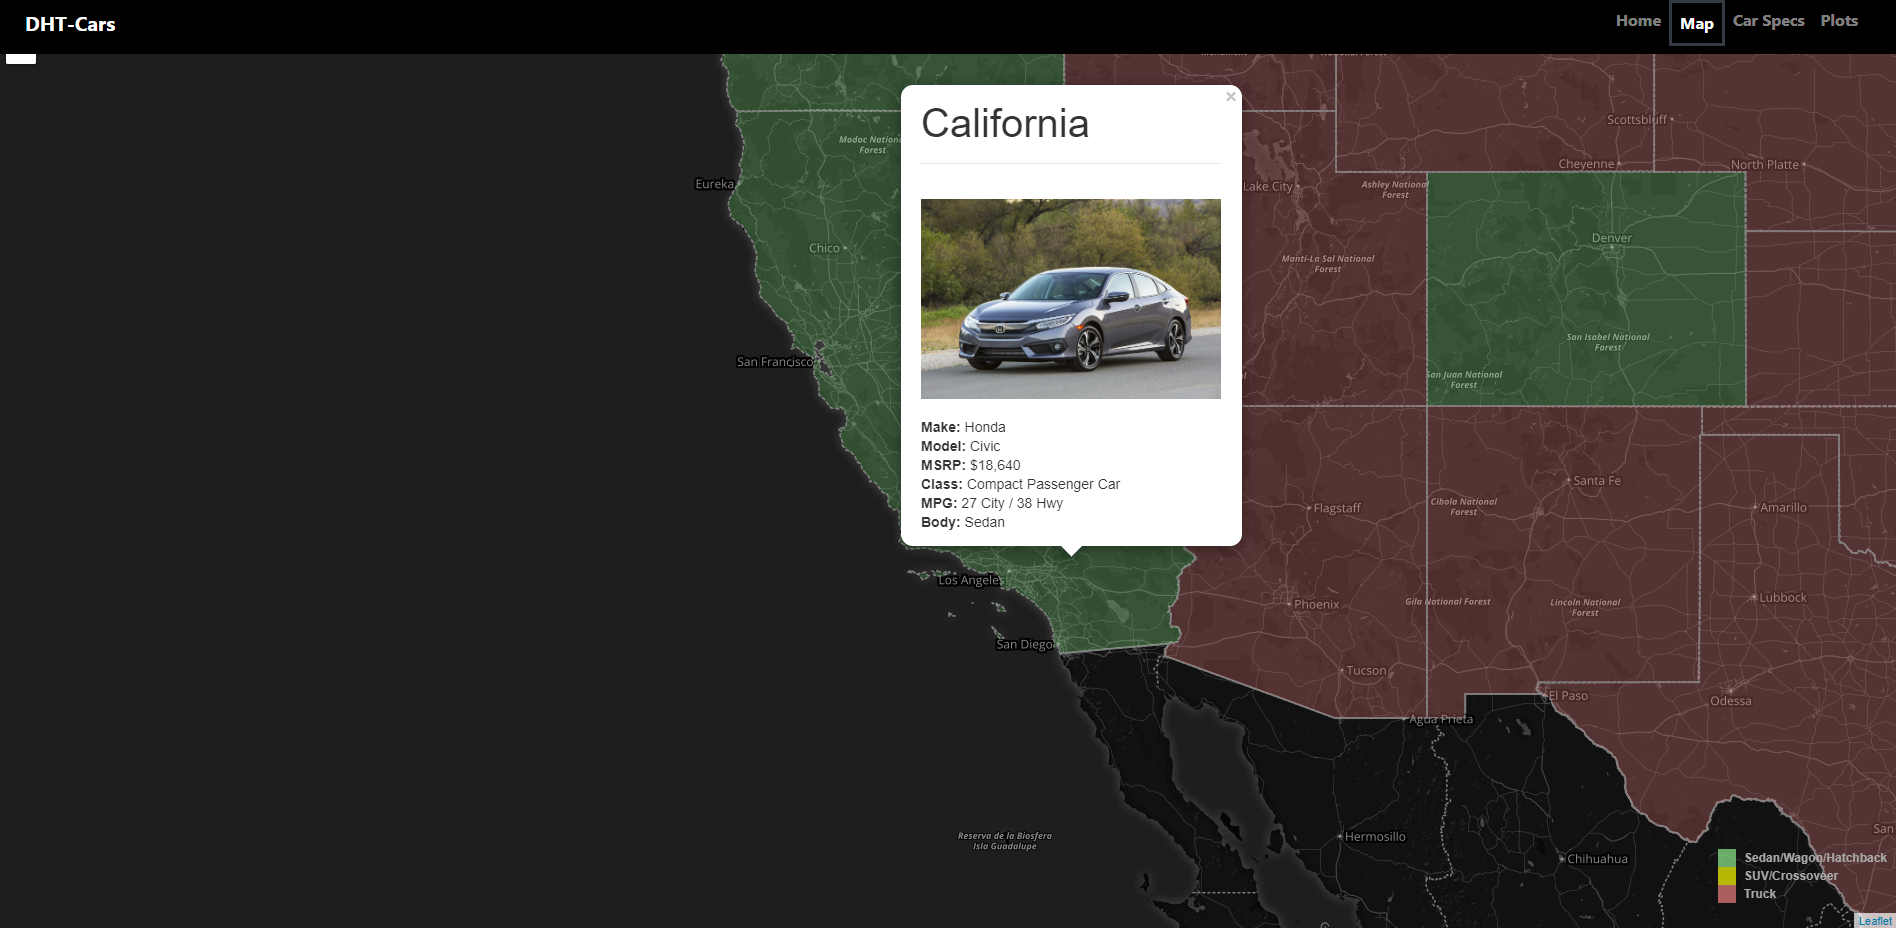 DHT-Cars
Home
Map
Car Specs
Plots
California
×
Make: Honda
Model: Civic
MSRP: $18,640
Class: Compact Passenger Car
MPG: 27 City / 38 Hwy
Body: Sedan
Modoc Nation
Forest
Eureka
Chico
San Francisco
Los Angeles
San Diego
Lake City
Ashley National
Forest
Scottsbluff
Cheyenne
North Platte
Manti-La Sal National
Forest
Denver
San Isabel National
Forest
San Juan National
Forest
Santa Fe
Flagstaff
Cibola National
Forest
Amarillo
Phoenix
Gila National Forest
Lincoln National
Forest
Lubbock
Tucson
El Paso
Odessa
Agua Prieta
Reserva de la Biosfera
Isla Guadalupe
Hermosillo
Chihuahua
San
Sedan/Wagon/Hatchback
SUV/Crossoveer
Truck
Leaflet